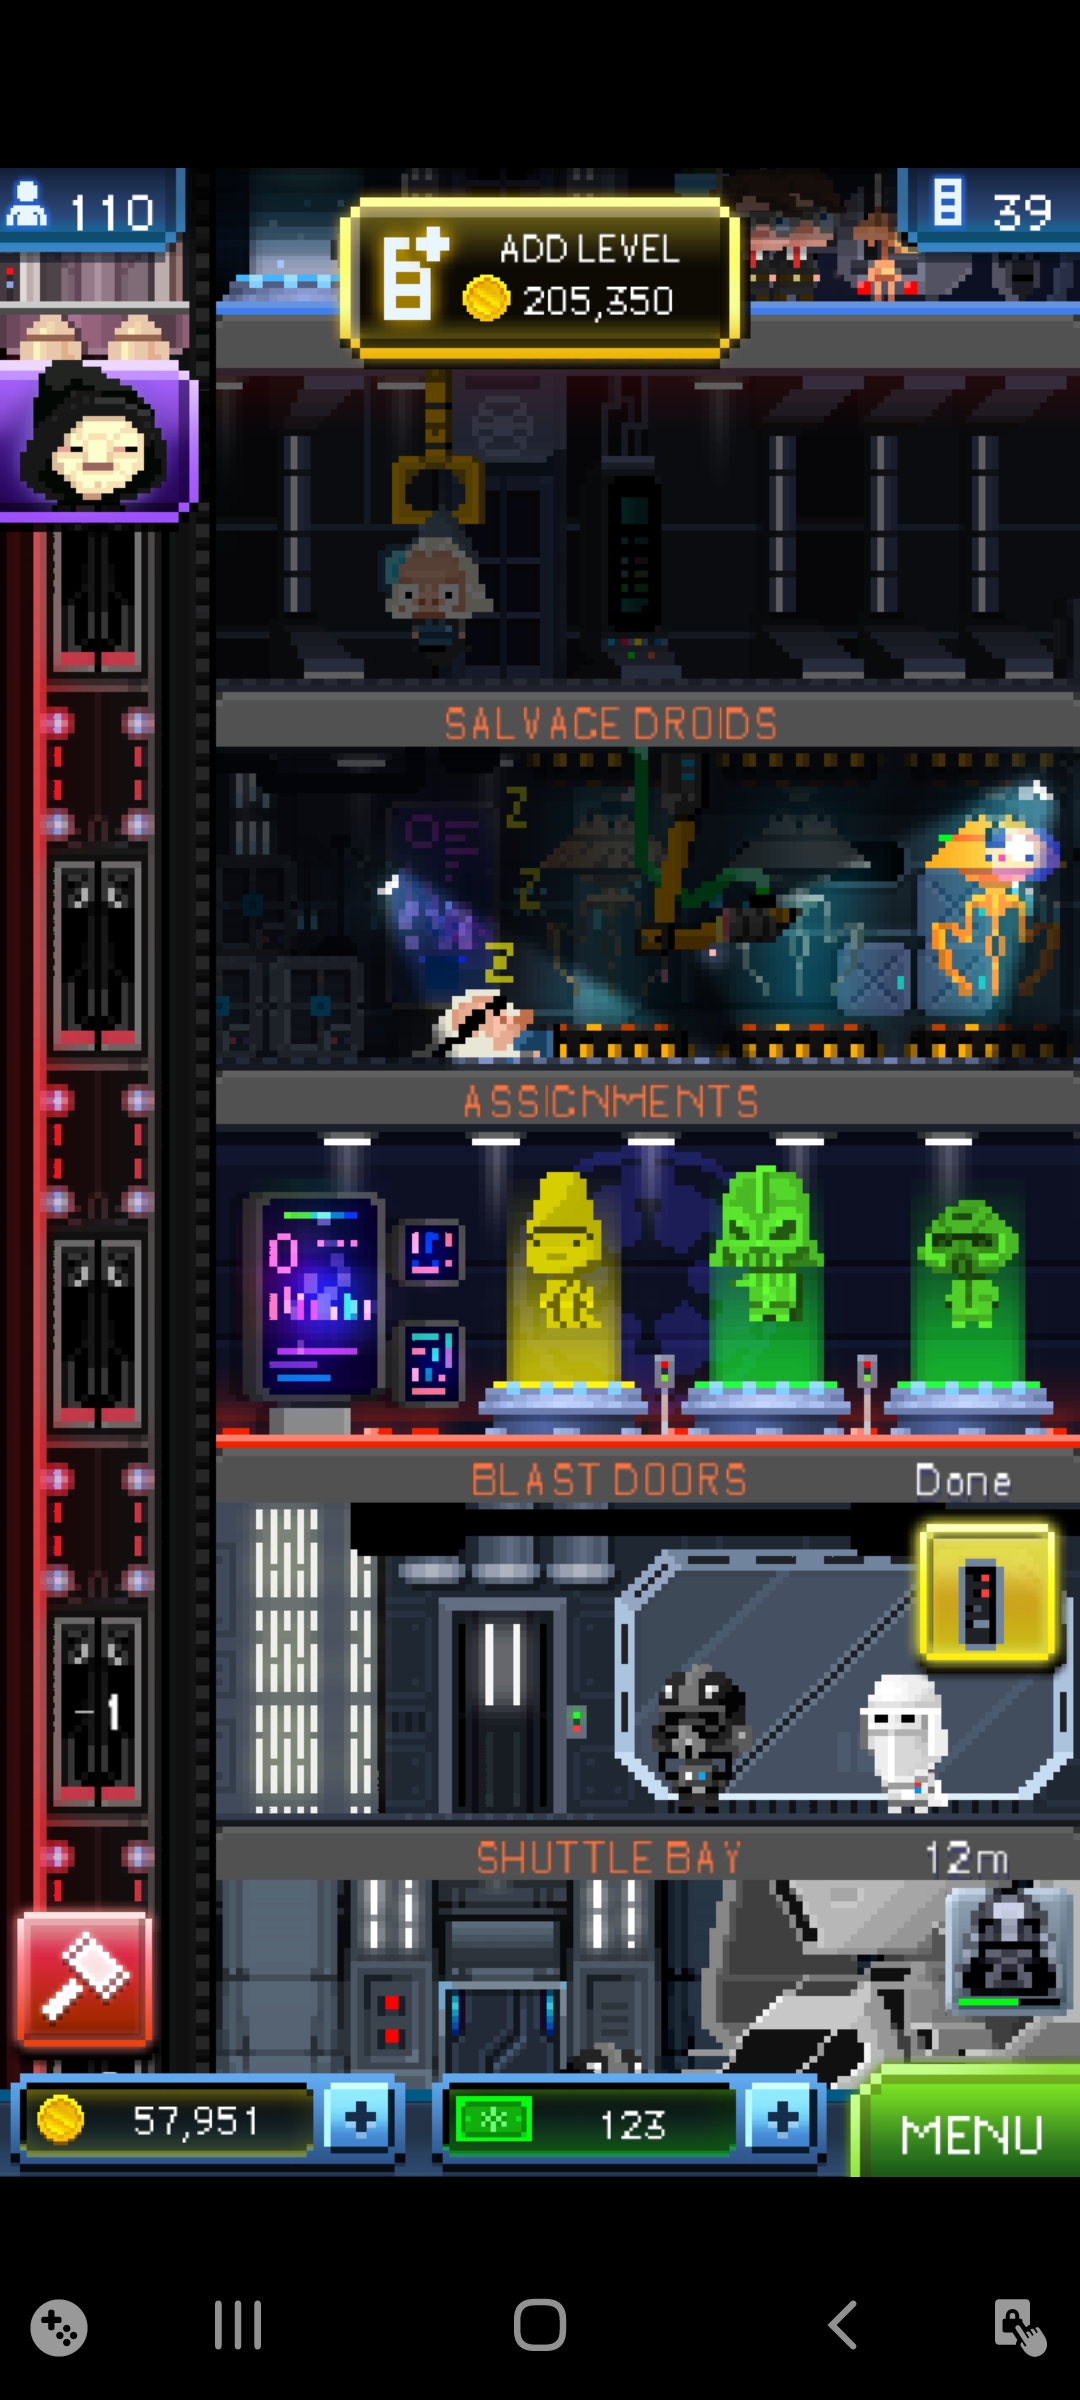 110
ADD LEVEL
205,350
39
SALVAGE DROIDS
Z
Z
Z
ASSIGNMENTS
BLAST DOORS Done
-1
SHUTTLE BAY 12m
57,951
123
MENU